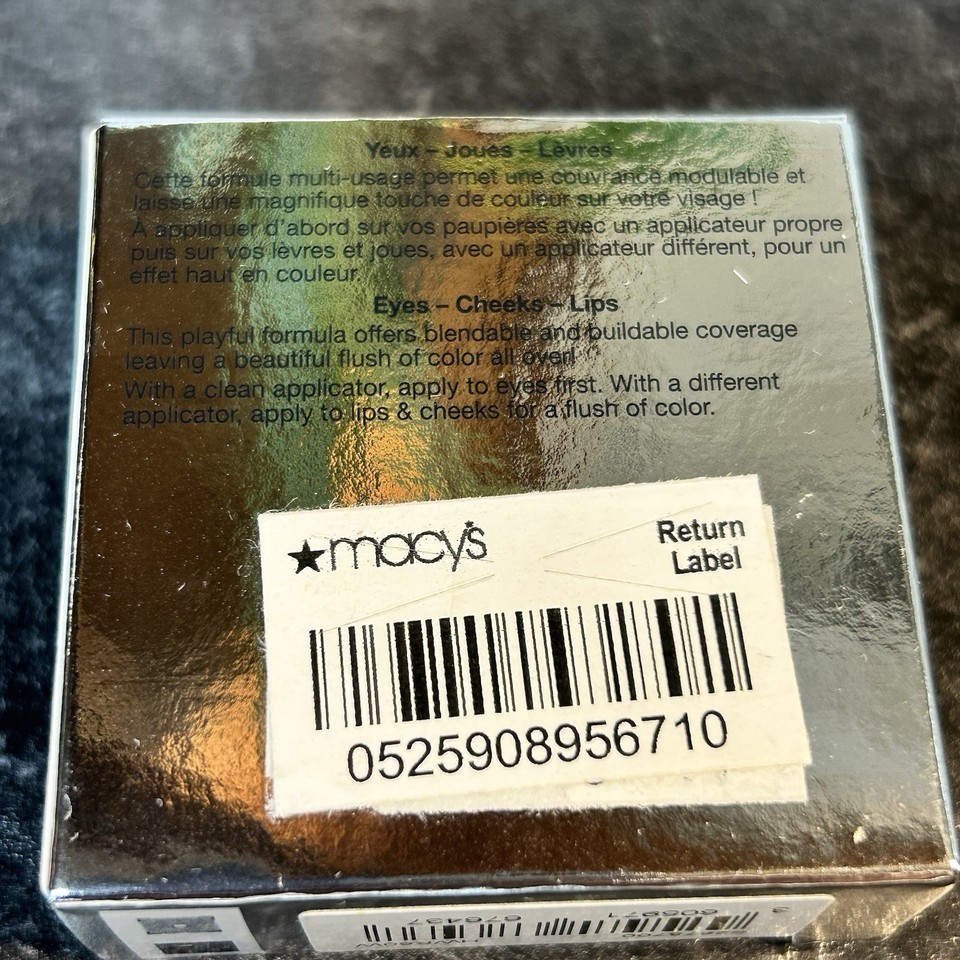 Yeux – Joues – Lèvres
Cette formule multi-usage permet une couvrance modulable et
laisse une magnifique touche de couleur sur votre visage !
À appliquer d'abord sur vos paupières avec un applicateur propre
puis sur vos lèvres et joues, avec un applicateur différent, pour un
effet haut en couleur.
Eyes – Cheeks – Lips
This playful formula offers blendable and buildable coverage
leaving a beautiful flush of color all over!
With a clean applicator, apply to eyes first. With a different
applicator, apply to lips & cheeks for a flush of color.
★macy's
Return
Label
0525908956710
3 605971 676437